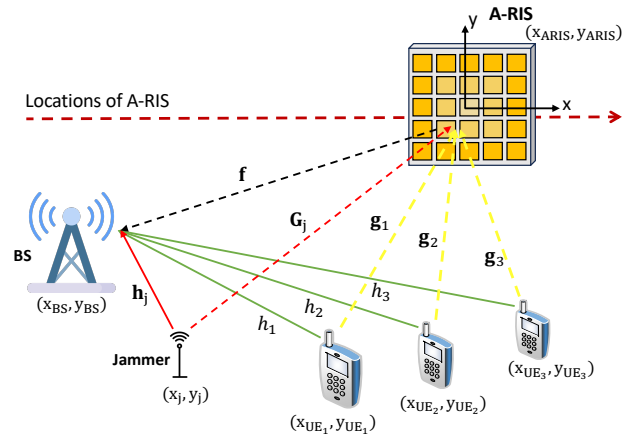 A-RIS
y
(x_ARIS, y_ARIS)
x
Locations of A-RIS
f
G_j
g_1
g_2
g_3
BS
(x_BS, y_BS)
h_j
h_1
h_2
h_3
Jammer
(x_j, y_j)
(x_UE_1, y_UE_1)
(x_UE_2, y_UE_2)
(x_UE_3, y_UE_3)